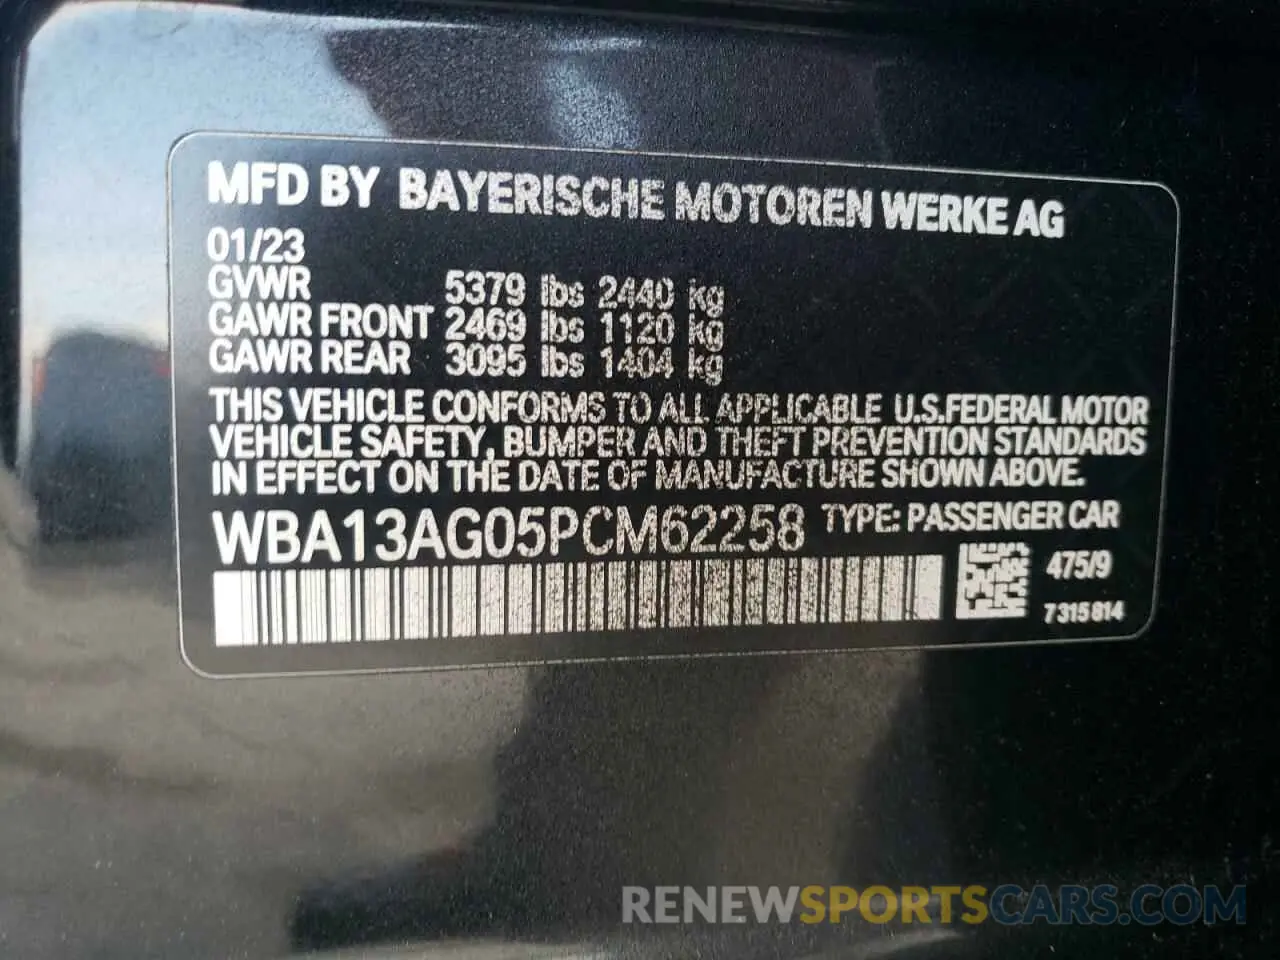 MFD BY BAYERISCHE MOTOREN WERKE AG
01/23
GVWR 5379 lbs 2440 kg
GAWR FRONT 2469 lbs 1120 kg
GAWR REAR 3095 lbs 1404 kg
THIS VEHICLE CONFORMS TO ALL APPLICABLE U.S.FEDERAL MOTOR
VEHICLE SAFETY, BUMPER AND THEFT PREVENTION STANDARDS
IN EFFECT ON THE DATE OF MANUFACTURE SHOWN ABOVE.
WBA13AG05PCM62258 TYPE: PASSENGER CAR
475/9
7315814
RENEWSPORTSCARS.COM